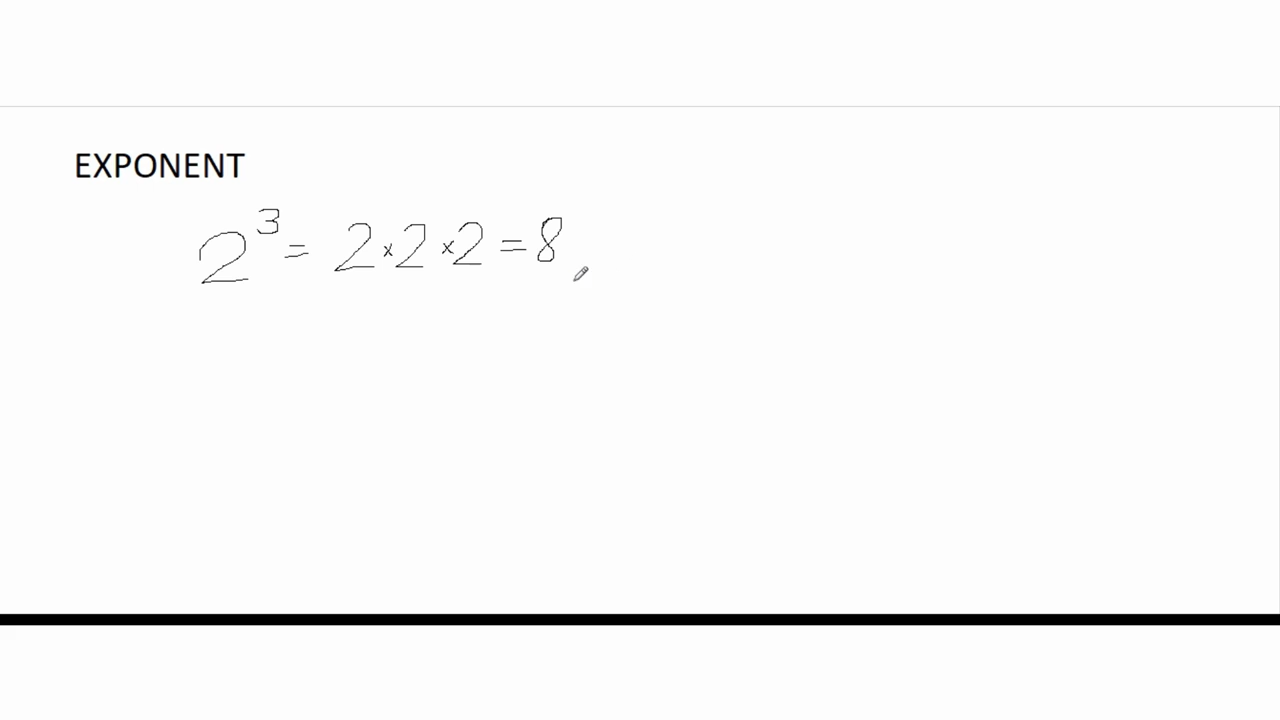 EXPONENT
2³ = 2 × 2 × 2 = 8